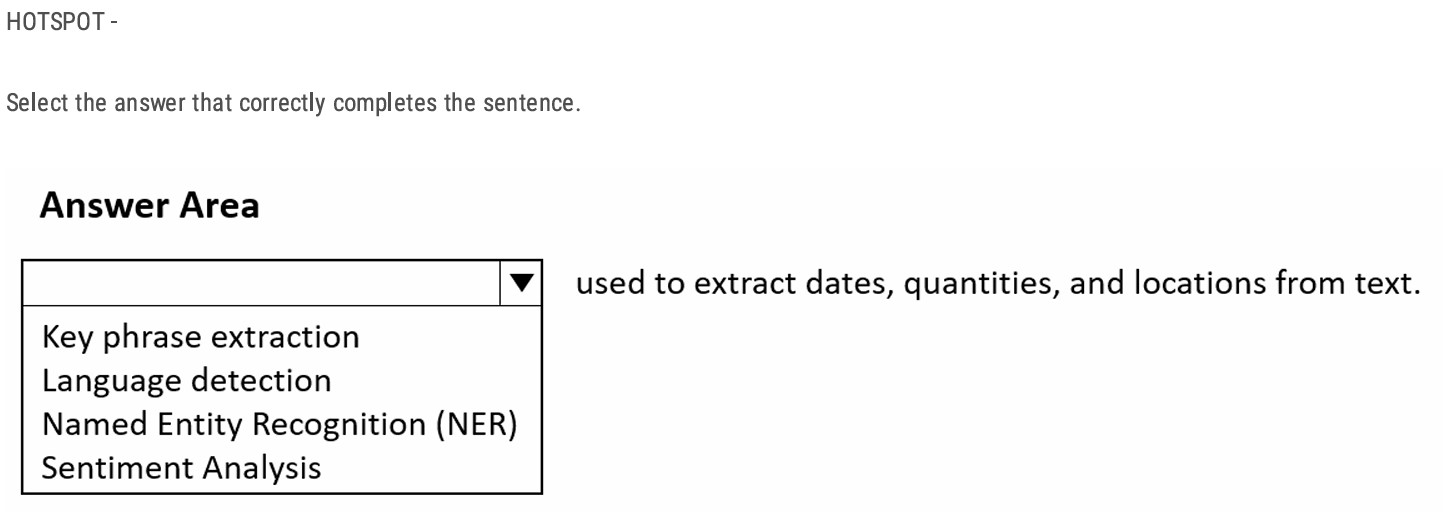 HOTSPOT -
Select the answer that correctly completes the sentence.
Answer Area
used to extract dates, quantities, and locations from text.
Key phrase extraction
Language detection
Named Entity Recognition (NER)
Sentiment Analysis